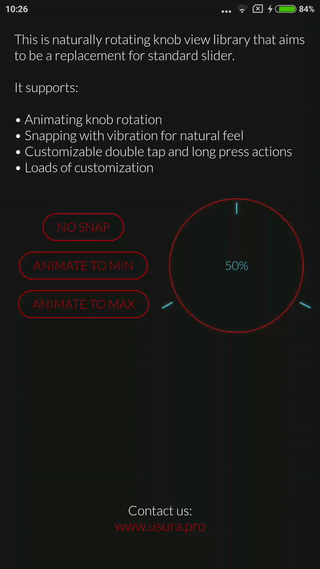 10:26
84%
This is naturally rotating knob view library that aims
to be a replacement for standard slider.
It supports:
• Animating knob rotation
• Snapping with vibration for natural feel
• Customizable double tap and long press actions
• Loads of customization
NO SNAP
ANIMATE TO MIN
ANIMATE TO MAX
50%
Contact us:
www.usura.pro